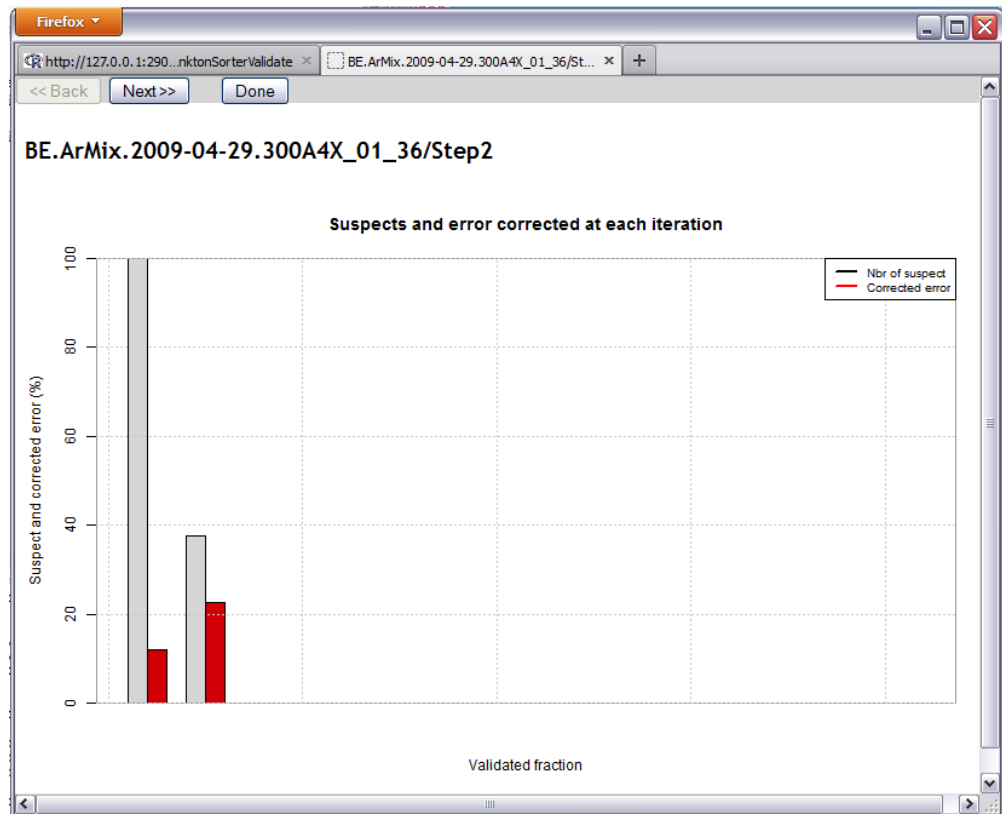 Firefox
http://127.0.0.1:290...nktonSorterValidate
BE.ArMix.2009-04-29.300A4X_01_36/St...
<< Back Next >> Done
BE.ArMix.2009-04-29.300A4X_01_36/Step2
Suspects and error corrected at each iteration
Nbr of suspect
Corrected error
Suspect and corrected error (%)
100
80
60
40
20
0
Validated fraction